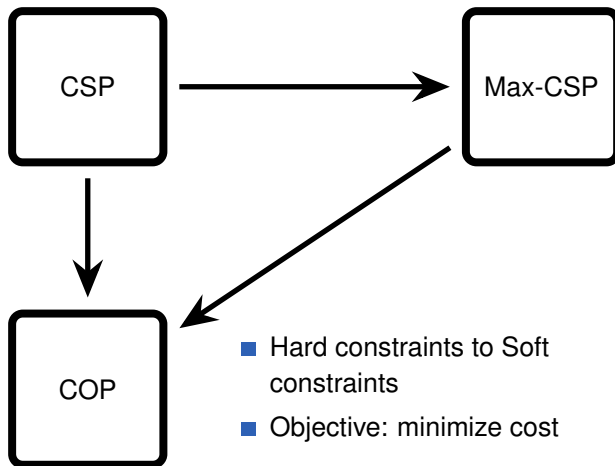 CSP
Max-CSP
COP
Hard constraints to Soft
constraints
Objective: minimize cost